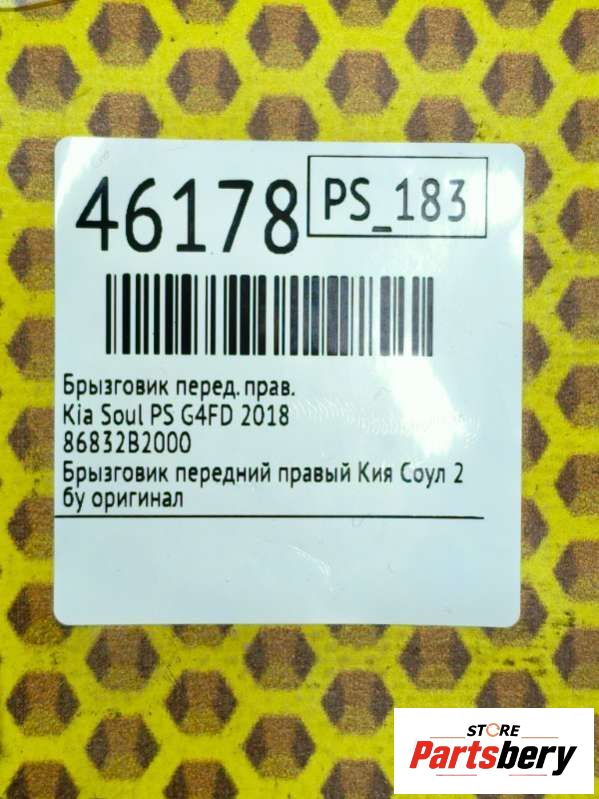 46178
PS_183
Брызговик перед. прав.
Kia Soul PS G4FD 2018
86832B2000
Брызговик передний правый Кия Соул 2
бу оригинал
STORE
Partsbery